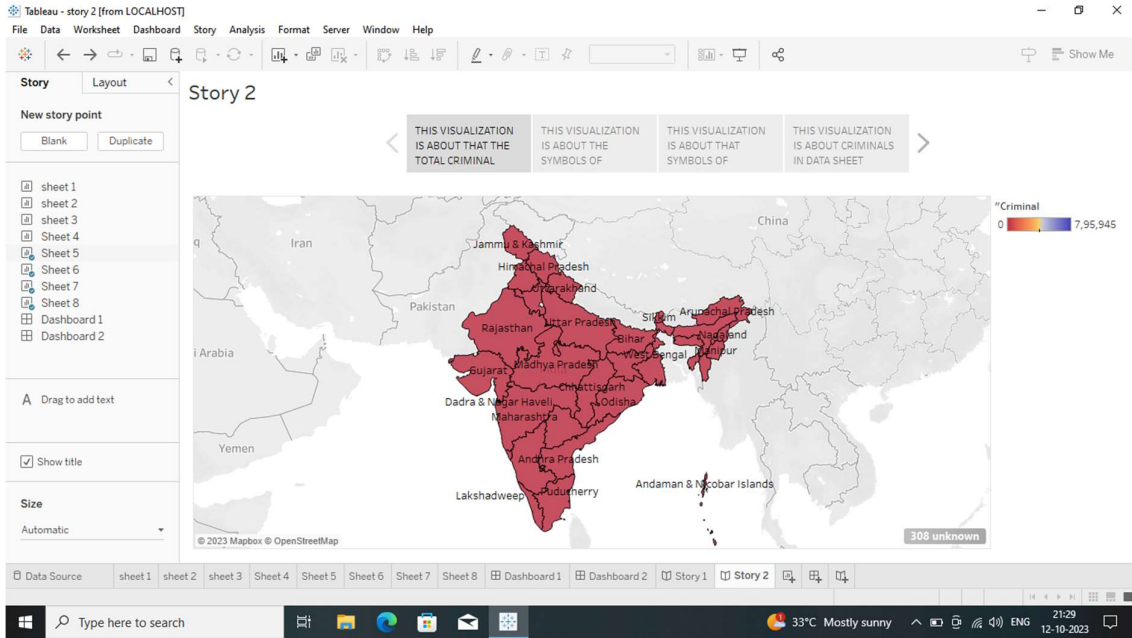 Tableau - story 2 [from LOCALHOST]
File Data Worksheet Dashboard Story Analysis Format Server Window Help
Show Me
Story Layout
New story point
Blank Duplicate
sheet 1
sheet 2
sheet 3
Sheet 4
Sheet 5
Sheet 6
Sheet 7
Sheet 8
Dashboard 1
Dashboard 2
A Drag to add text
Show title
Size
Automatic
Story 2
THIS VISUALIZATION
IS ABOUT THAT THE
TOTAL CRIMINAL
THIS VISUALIZATION
IS ABOUT THE
SYMBOLS OF
THIS VISUALIZATION
IS ABOUT THAT
SYMBOLS OF
THIS VISUALIZATION
IS ABOUT CRIMINALS
IN DATA SHEET
"Criminal
0 7,95,945
China
Iran
Pakistan
i Arabia
Yemen
Jammu & Kashmir
Himachal Pradesh
Uttarakhand
Rajasthan
Uttar Pradesh
Sikkim
Arunachal Pradesh
Bihar
Nagaland
West Bengal
Manipur
Gujarat
Madhya Pradesh
Chhattisgarh
Dadra & Nagar Haveli
Odisha
Maharashtra
Andhra Pradesh
Lakshadweep
Puducherry
Andaman & Nicobar Islands
308 unknown
© 2023 Mapbox © OpenStreetMap
Data Source sheet 1 sheet 2 sheet 3 Sheet 4 Sheet 5 Sheet 6 Sheet 7 Sheet 8 Dashboard 1 Dashboard 2 Story 1 Story 2
Type here to search
33°C Mostly sunny
ENG
21:29
12-10-2023